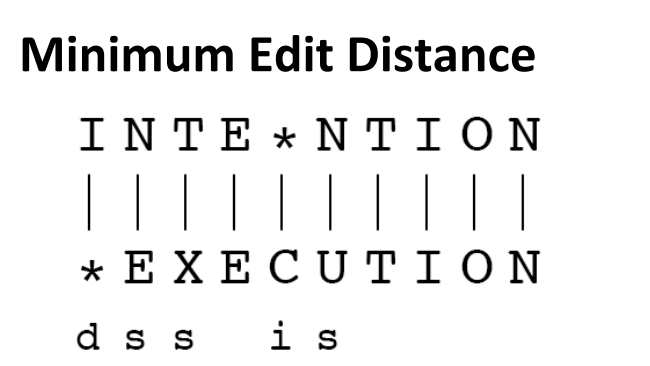 Minimum Edit Distance
I N T E * N T I O N
| | | | | | | | | |
* E X E C U T I O N
d s s i s